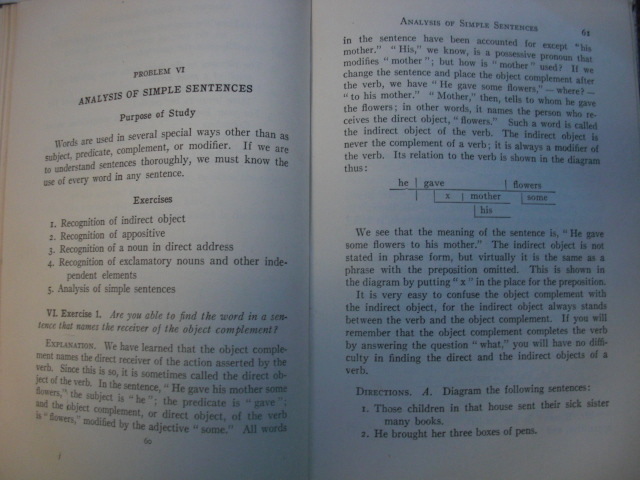 PROBLEM VI
ANALYSIS OF SIMPLE SENTENCES
Purpose of Study
Words are used in several special ways other than as
subject, predicate, complement, or modifier. If we are
to understand sentences thoroughly, we must know the
use of every word in any sentence.
Exercises
1. Recognition of indirect object
2. Recognition of appositive
3. Recognition of a noun in direct address
4. Recognition of exclamatory nouns and other inde-
pendent elements
5. Analysis of simple sentences
VI. Exercise 1. Are you able to find the word in a sen-
tence that names the receiver of the object complement?
EXPLANATION. We have learned that the object comple-
ment names the direct receiver of the action asserted by the
verb. Since this is so, it is sometimes called the direct ob-
ject of the verb. In the sentence, "He gave his mother some
flowers," the subject is "he"; the predicate is "gave";
and the object complement, or direct object, of the verb
is "flowers," modified by the adjective "some." All words
60
ANALYSIS OF SIMPLE SENTENCES 61
in the sentence have been accounted for except "his
mother." "His," we know, is a possessive pronoun that
modifies "mother"; but how is "mother" used? If we
change the sentence and place the object complement after
the verb, we have "He gave some flowers," — where? —
"to his mother." "Mother," then, tells to whom he gave
the flowers; in other words, it names the person who re-
ceives the direct object, "flowers." Such a word is called
the indirect object of the verb. The indirect object is
never the complement of a verb; it is always a modifier of
the verb. Its relation to the verb is shown in the diagram
thus:
he gave flowers
x mother some
his
We see that the meaning of the sentence is, "He gave
some flowers to his mother." The indirect object is not
stated in phrase form, but virtually it is the same as a
phrase with the preposition omitted. This is shown in
the diagram by putting "x" in the place for the preposition.
It is very easy to confuse the object complement with
the indirect object, for the indirect object always stands
between the verb and the object complement. If you will
remember that the object complement completes the verb
by answering the question "what," you will have no diffi-
culty in finding the direct and the indirect objects of a
verb.
DIRECTIONS. A. Diagram the following sentences:
1. Those children in that house sent their sick sister
many books.
2. He brought her three boxes of pens.